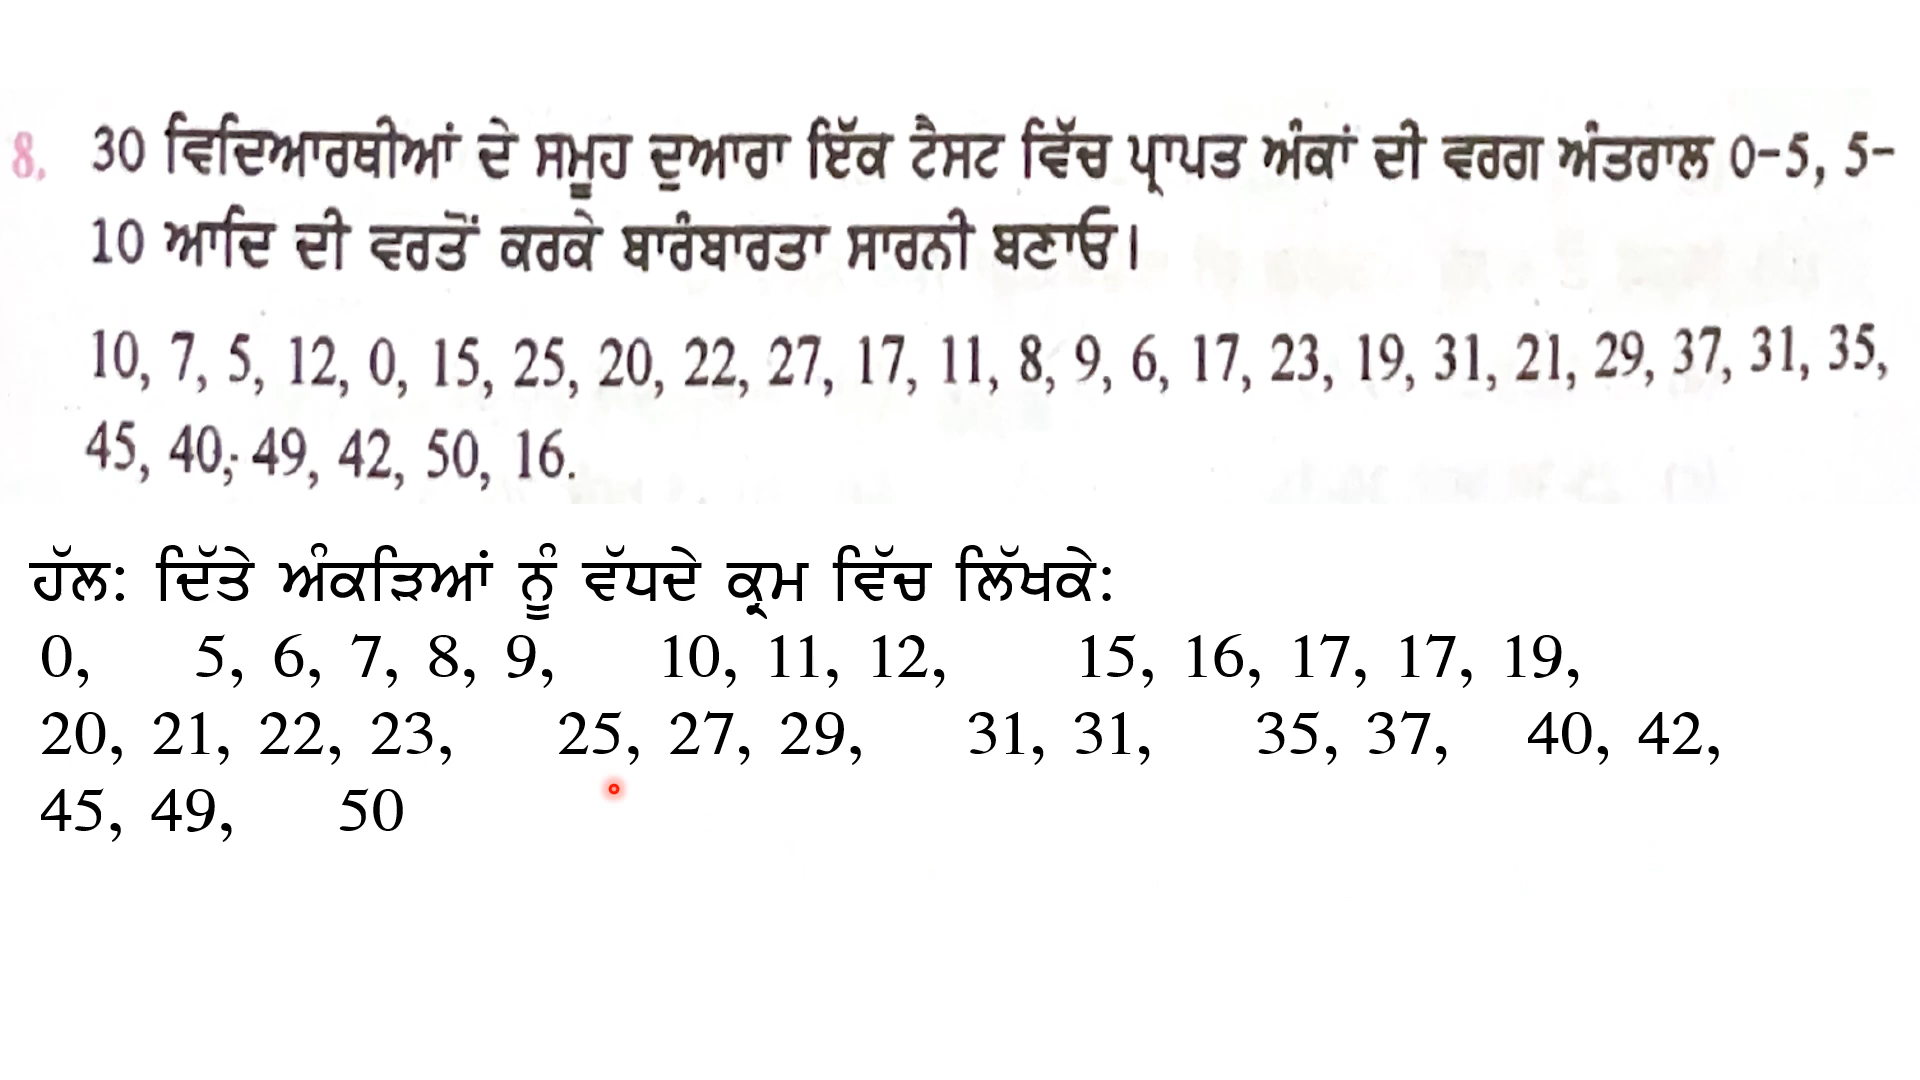 8. 30 ਵਿਦਿਆਰਥੀਆਂ ਦੇ ਸਮੂਹ ਦੁਆਰਾ ਇੱਕ ਟੈਸਟ ਵਿੱਚ ਪ੍ਰਾਪਤ ਅੰਕਾਂ ਦੀ ਵਰਗ ਅੰਤਰਾਲ 0-5, 5-
10 ਆਦਿ ਦੀ ਵਰਤੋਂ ਕਰਕੇ ਬਾਰੰਬਾਰਤਾ ਸਾਰਨੀ ਬਣਾਓ।
10, 7, 5, 12, 0, 15, 25, 20, 22, 27, 17, 11, 8, 9, 6, 17, 23, 19, 31, 21, 29, 37, 31, 35,
45, 40, 49, 42, 50, 16.
ਹੱਲ: ਦਿੱਤੇ ਅੰਕੜਿਆਂ ਨੂੰ ਵੱਧਦੇ ਕ੍ਰਮ ਵਿੱਚ ਲਿੱਖਕੇ:
0, 5, 6, 7, 8, 9, 10, 11, 12, 15, 16, 17, 17, 19,
20, 21, 22, 23, 25, 27, 29, 31, 31, 35, 37, 40, 42,
45, 49, 50